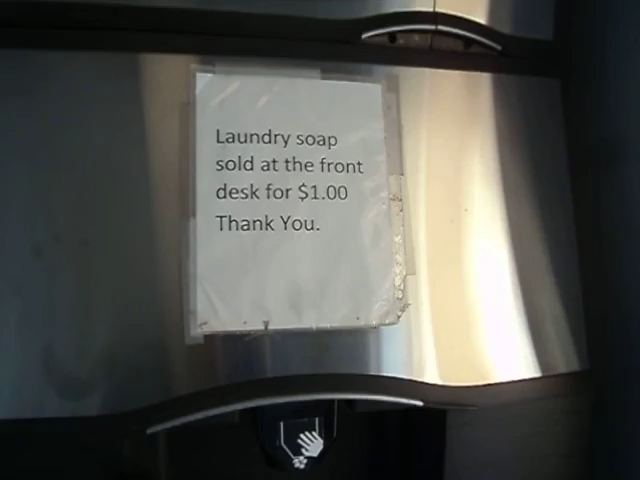 Laundry soap
sold at the front
desk for $1.00
Thank You.